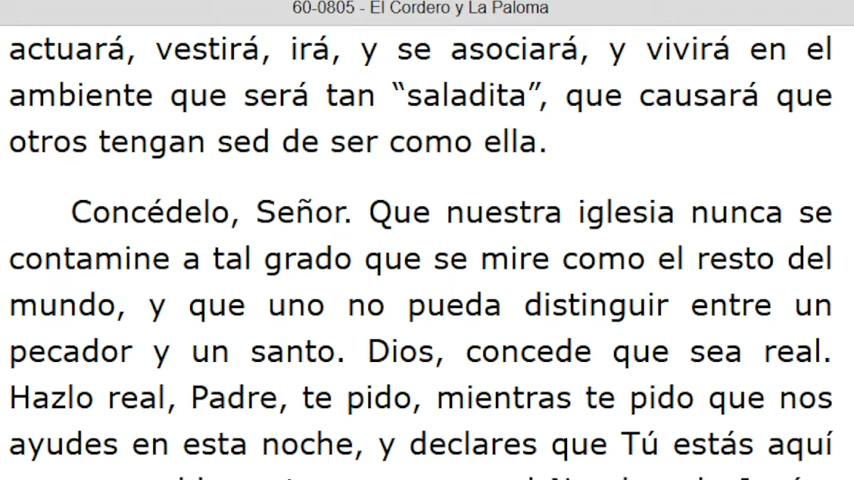 60-0805 - El Cordero y La Paloma
actuará, vestirá, irá, y se asociará, y vivirá en el
ambiente que será tan “saladita”, que causará que
otros tengan sed de ser como ella.
Concédelo, Señor. Que nuestra iglesia nunca se
contamine a tal grado que se mire como el resto del
mundo, y que uno no pueda distinguir entre un
pecador y un santo. Dios, concede que sea real.
Hazlo real, Padre, te pido, mientras te pido que nos
ayudes en esta noche, y declares que Tú estás aquí